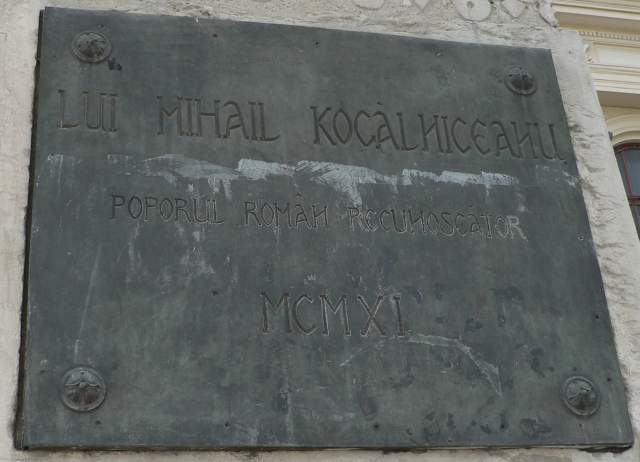 LUI MIHAIL KOGĂLNICEANU
POPORUL ROMÂN RECUNOSCĂTOR
MCMXI